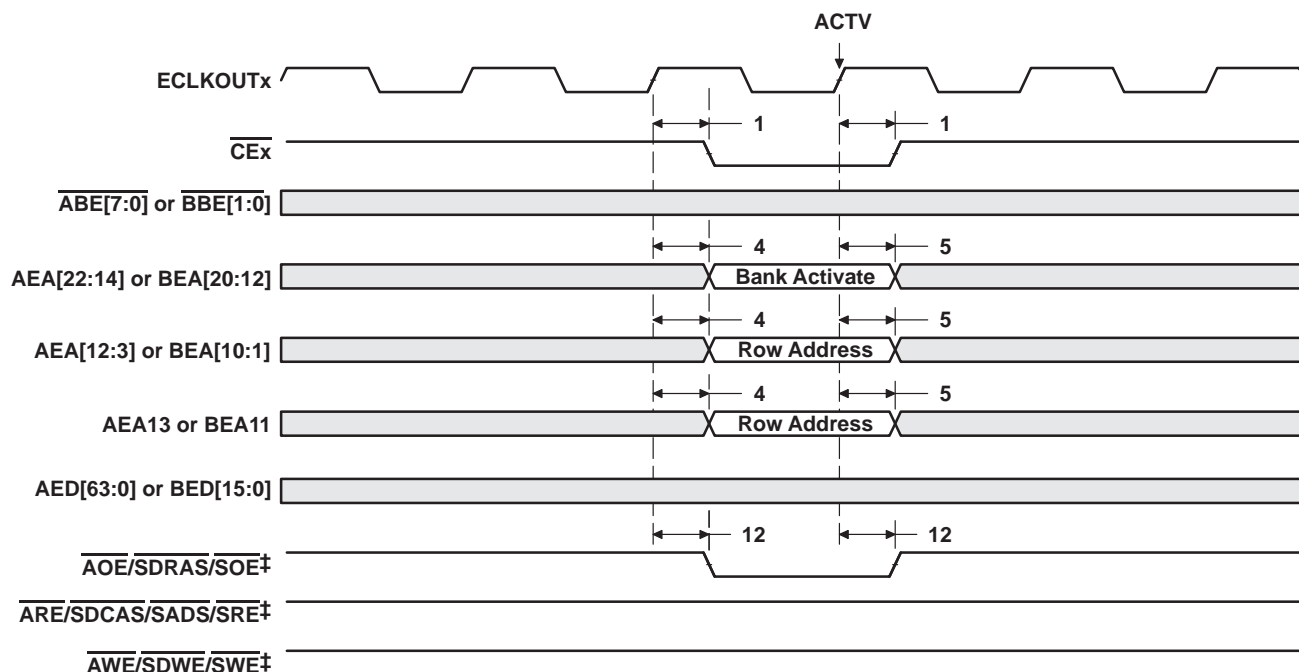 ACTV
ECLKOUTx
1 1
CEx
ABE[7:0] or BBE[1:0]
4 5
AEA[22:14] or BEA[20:12] Bank Activate
4 5
AEA[12:3] or BEA[10:1] Row Address
4 5
AEA13 or BEA11 Row Address
AED[63:0] or BED[15:0]
12 12
AOE/SDRAS/SOE‡
ARE/SDCAS/SADS/SRE‡
AWE/SDWE/SWE‡